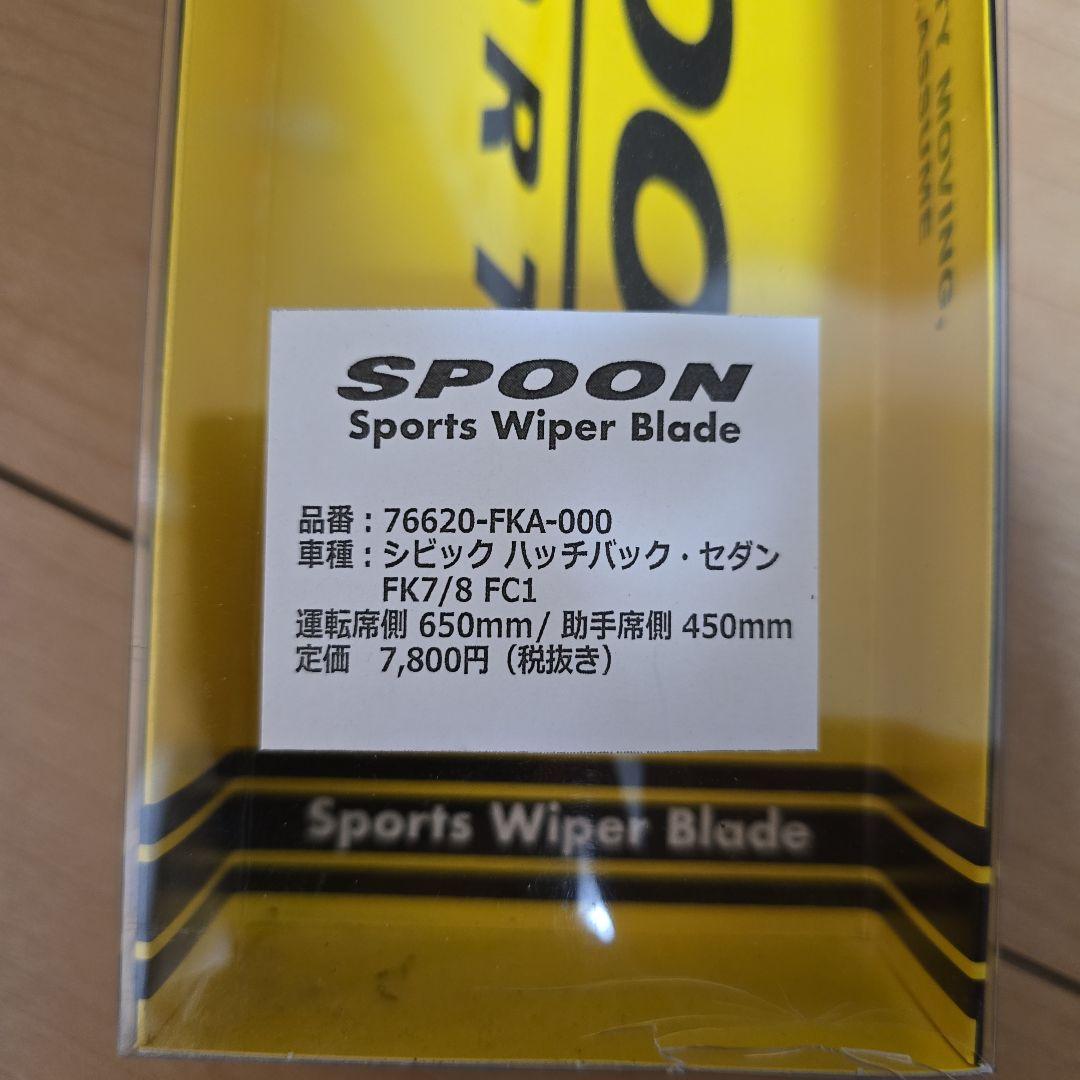 MOVING.
ASSUME
SPOON
Sports Wiper Blade
品番：76620-FKA-000
車種：シビック ハッチバック・セダン
FK7/8 FC1
運転席側 650mm/ 助手席側 450mm
定価 7,800円（税抜き）
Sports Wiper Blade